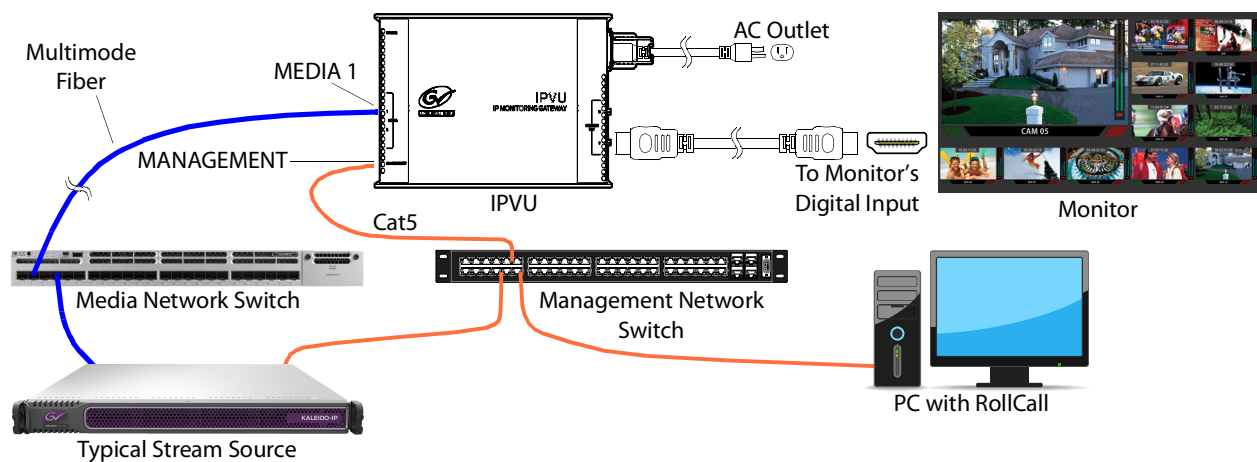 AC Outlet
Multimode
Fiber
MEDIA 1
IPVU
IP MONITORING GATEWAY
MANAGEMENT
CAM 05
To Monitor's
Digital Input
IPVU
Monitor
Cat5
Media Network Switch
Management Network
Switch
KALEIDO-IP
PC with RollCall
Typical Stream Source